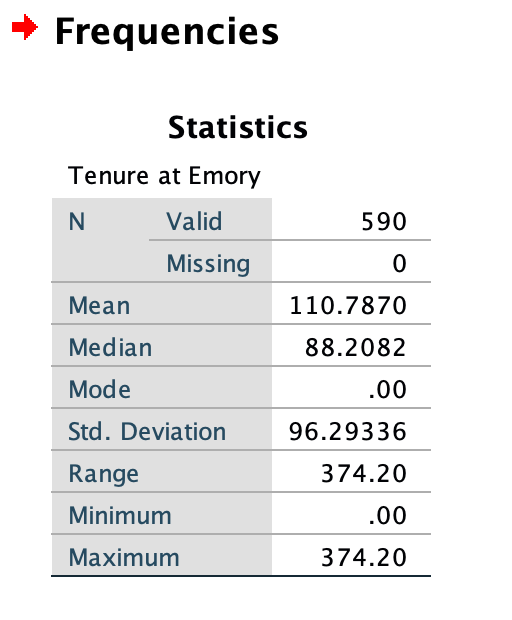 Frequencies
Statistics
Tenure at Emory
N Valid 590
Missing 0
Mean 110.7870
Median 88.2082
Mode .00
Std. Deviation 96.29336
Range 374.20
Minimum .00
Maximum 374.20